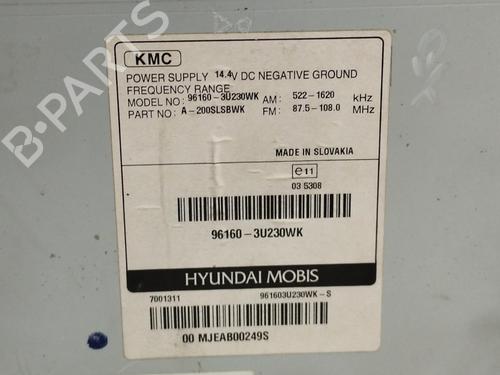 KMC
POWER SUPPLY 14.4V DC NEGATIVE GROUND
FREQUENCY RANGE
MODEL NO: 96160-3U230WK AM: 522-1620 kHz
PART NO: A-200SLSBWK FM: 87.5-108.0 MHz
MADE IN SLOVAKIA
e11
03 5308
96160-3U230WK
HYUNDAI MOBIS
7001311 961603U230WK-S
00 MJEAB00249S
B-PARTS